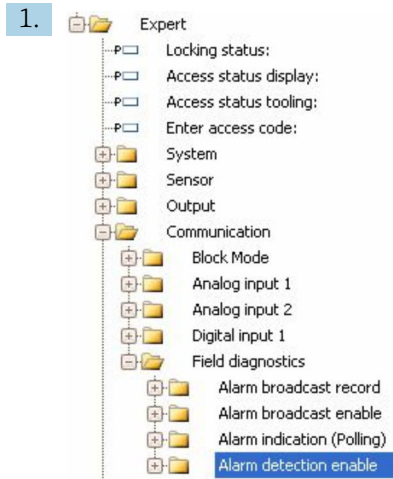 1.
Expert
Locking status:
Access status display:
Access status tooling:
Enter access code:
System
Sensor
Output
Communication
Block Mode
Analog input 1
Analog input 2
Digital input 1
Field diagnostics
Alarm broadcast record
Alarm broadcast enable
Alarm indication (Polling)
Alarm detection enable